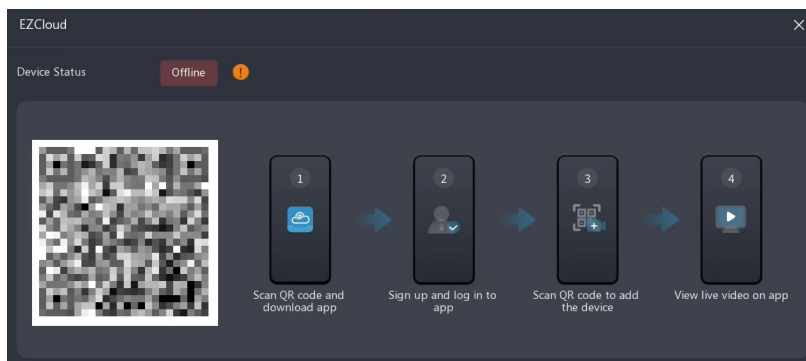 EZCloud
Device Status
Offline
1
2
3
4
Scan QR code and
download app
Sign up and log in to
app
Scan QR code to add
the device
View live video on app